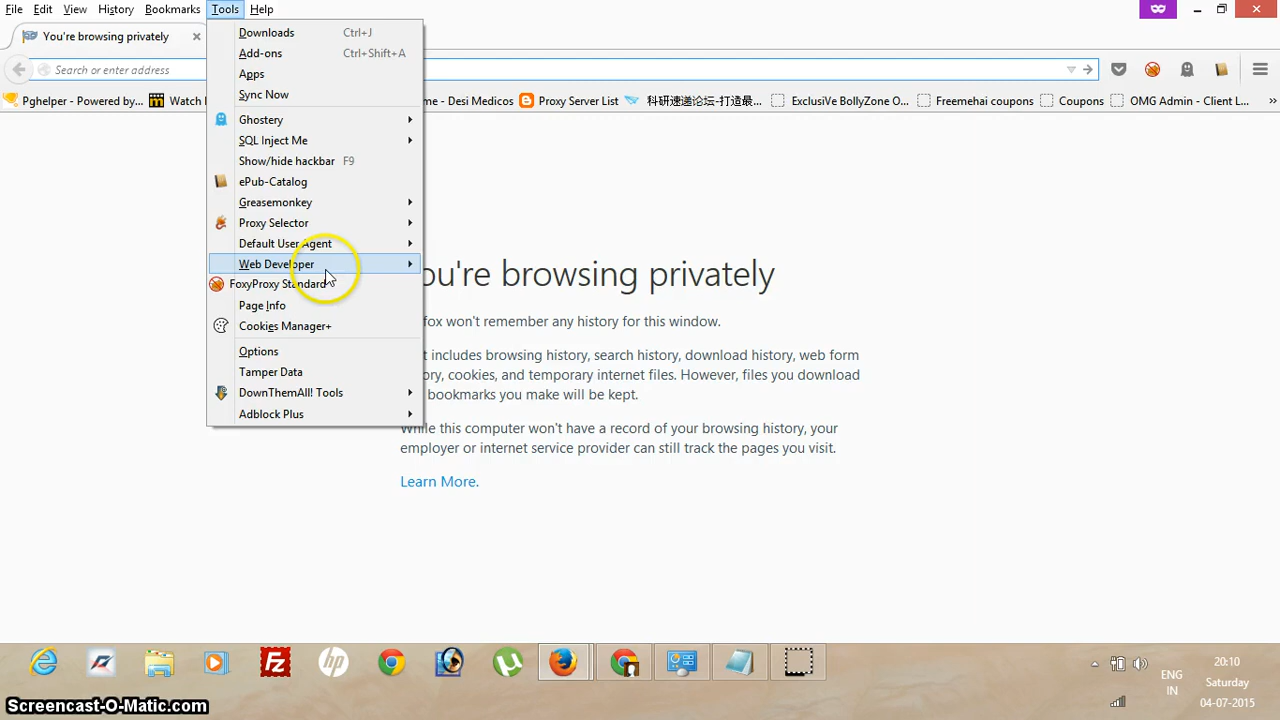 File Edit View History Bookmarks Tools Help
You're browsing privately
Search or enter address
Pghelper - Powered by... Watch me - Desi Medicos Proxy Server List 科研速递论坛-打造最... ExclusiVe BollyZone O... Freemehai coupons Coupons OMG Admin - Client L... »
Downloads Ctrl+J
Add-ons Ctrl+Shift+A
Apps
Sync Now
Ghostery
SQL Inject Me
Show/hide hackbar F9
ePub-Catalog
Greasemonkey
Proxy Selector
Default User Agent
Web Developer
FoxyProxy Standard
Page Info
Cookies Manager+
Options
Tamper Data
DownThemAll! Tools
Adblock Plus
ou're browsing privately
fox won't remember any history for this window.
t includes browsing history, search history, download history, web form
ory, cookies, and temporary internet files. However, files you download
bookmarks you make will be kept.
While this computer won't have a record of your browsing history, your
employer or internet service provider can still track the pages you visit.
Learn More.
hp
ENG
IN
20:10
Saturday
04-07-2015
Screencast-O-Matic.com